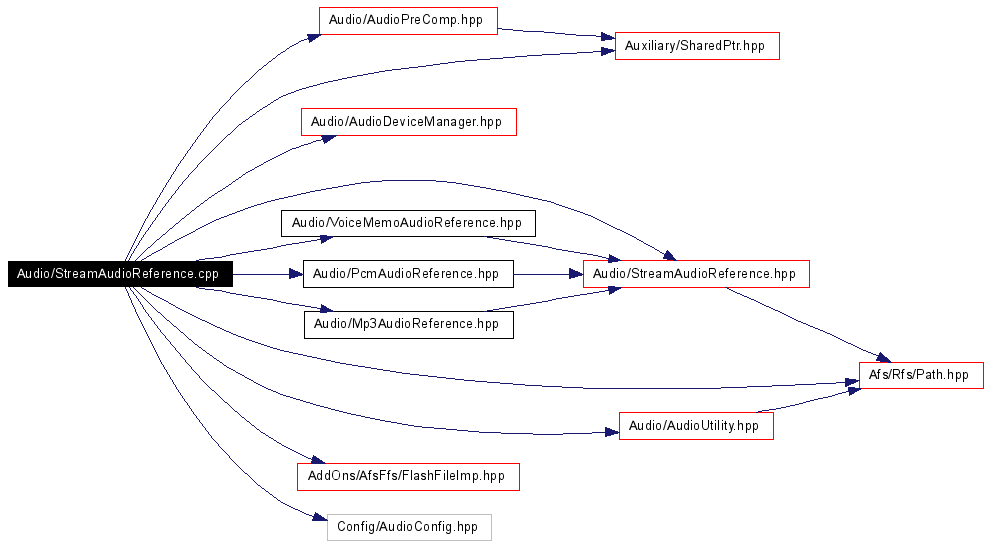 Audio/AudioPreComp.hpp
Auxiliary/SharedPtr.hpp
Audio/AudioDeviceManager.hpp
Audio/VoiceMemoAudioReference.hpp
Audio/StreamAudioReference.cpp
Audio/PcmAudioReference.hpp
Audio/StreamAudioReference.hpp
Audio/Mp3AudioReference.hpp
Afs/Rfs/Path.hpp
Audio/AudioUtility.hpp
AddOns/AfsFfs/FlashFileImp.hpp
Config/AudioConfig.hpp